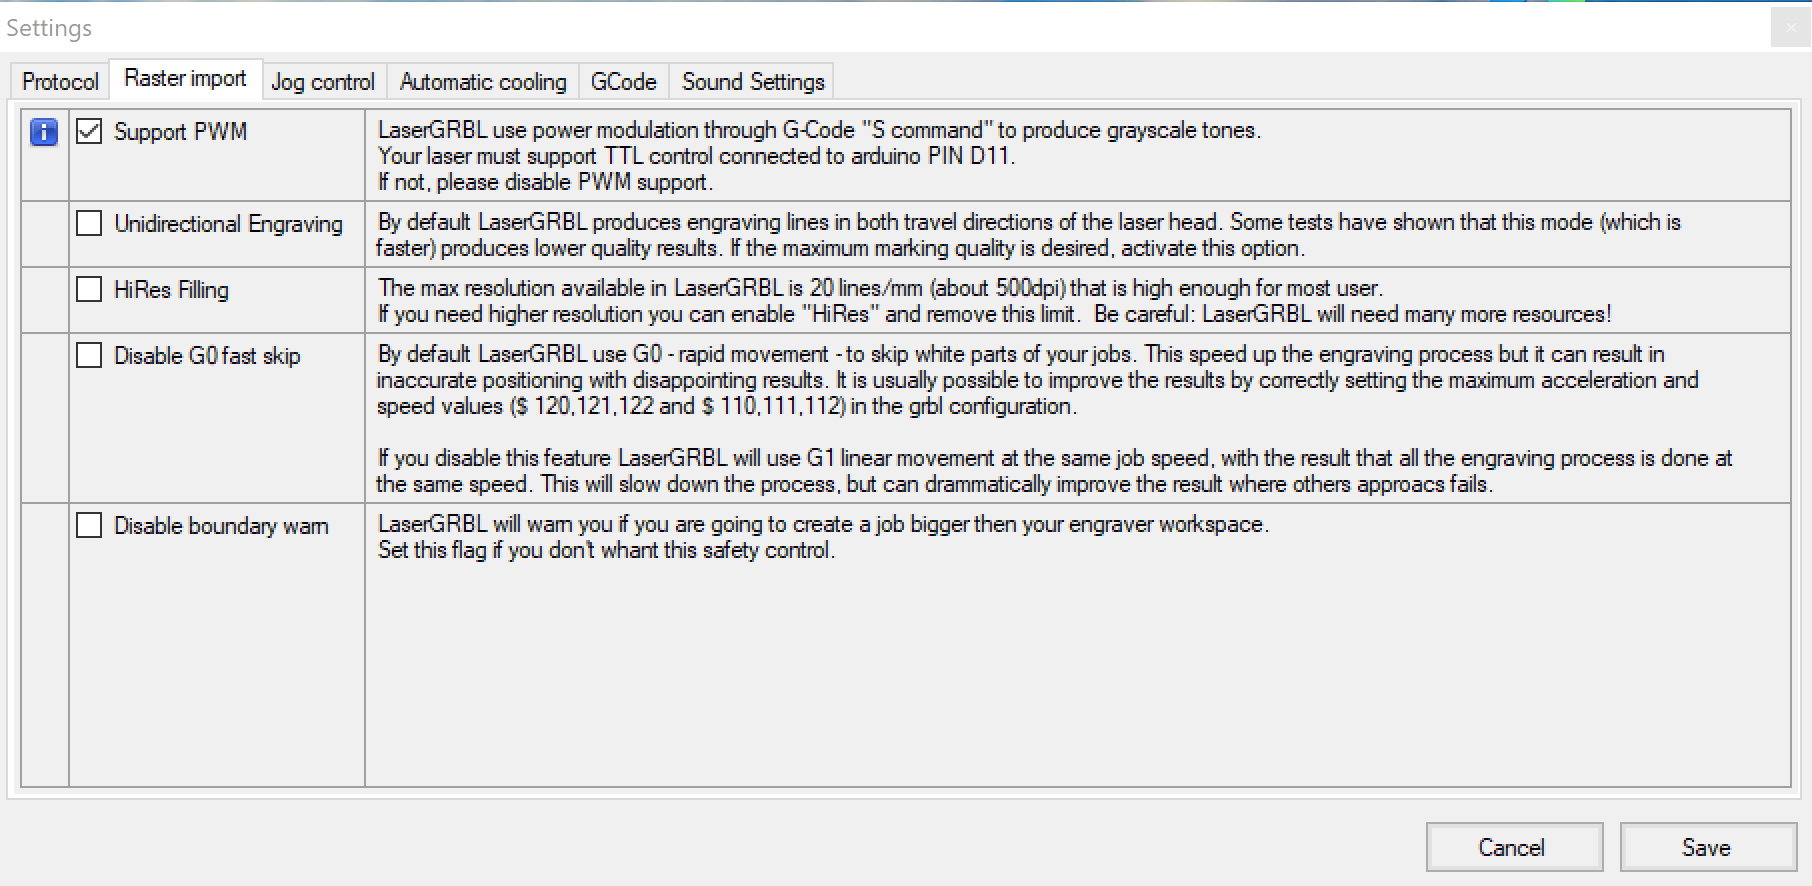 Settings
Protocol Raster import Jog control Automatic cooling GCode Sound Settings
Support PWM
LaserGRBL use power modulation through G-Code "S command" to produce grayscale tones.
Your laser must support TTL control connected to arduino PIN D11.
If not, please disable PWM support.
Unidirectional Engraving
By default LaserGRBL produces engraving lines in both travel directions of the laser head. Some tests have shown that this mode (which is
faster) produces lower quality results. If the maximum marking quality is desired, activate this option.
HiRes Filling
The max resolution available in LaserGRBL is 20 lines/mm (about 500dpi) that is high enough for most user.
If you need higher resolution you can enable "HiRes" and remove this limit. Be careful: LaserGRBL will need many more resources!
Disable G0 fast skip
By default LaserGRBL use G0 - rapid movement - to skip white parts of your jobs. This speed up the engraving process but it can result in
inaccurate positioning with disappointing results. It is usually possible to improve the results by correctly setting the maximum acceleration and
speed values ($ 120,121,122 and $ 110,111,112) in the grbl configuration.
If you disable this feature LaserGRBL will use G1 linear movement at the same job speed, with the result that all the engraving process is done at
the same speed. This will slow down the process, but can drammatically improve the result where others approacs fails.
Disable boundary warn
LaserGRBL will warn you if you are going to create a job bigger then your engraver workspace.
Set this flag if you don't whant this safety control.
Cancel Save